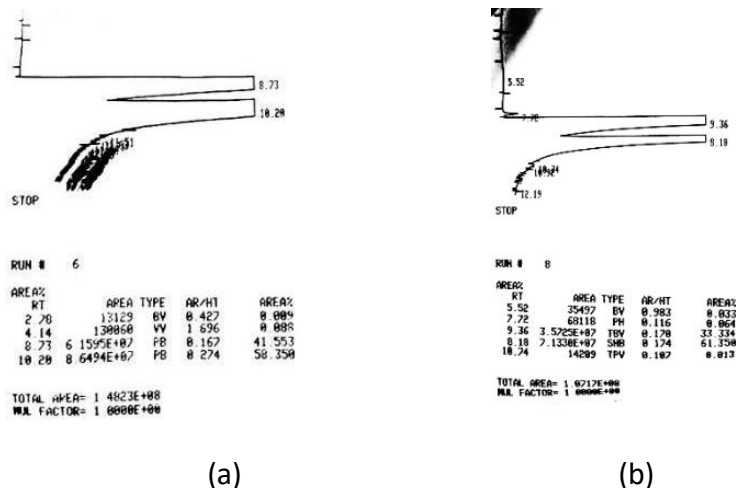 8.73
10.20
STOP
RUN # 6
AREA%
RT AREA TYPE AR/HT AREA%
2.78 13129 BV 0.427 0.009
4.14 130060 VV 1 696 0.088
8.73 6 1595E+07 PB 0.167 41.553
10 20 8 6494E+07 PB 0 274 58.350
TOTAL AREA= 1 4823E+08
MUL FACTOR= 1 0000E+00
(a)
5.52
7.72
9.36
8.18
12.19
STOP
RUN # 8
AREA%
RT AREA TYPE AR/HT AREA%
5.52 35497 BV 0.983 0.033
7.72 68118 PH 0.116 0.064
9.36 3.5725E+07 TBV 0.170 33.334
8.18 7.1330E+07 SHB 0 174 61.350
10.74 14209 TPV 0.107 0.013
TOTAL AREA= 1.0717E+08
MUL FACTOR= 1 0000E+00
(b)